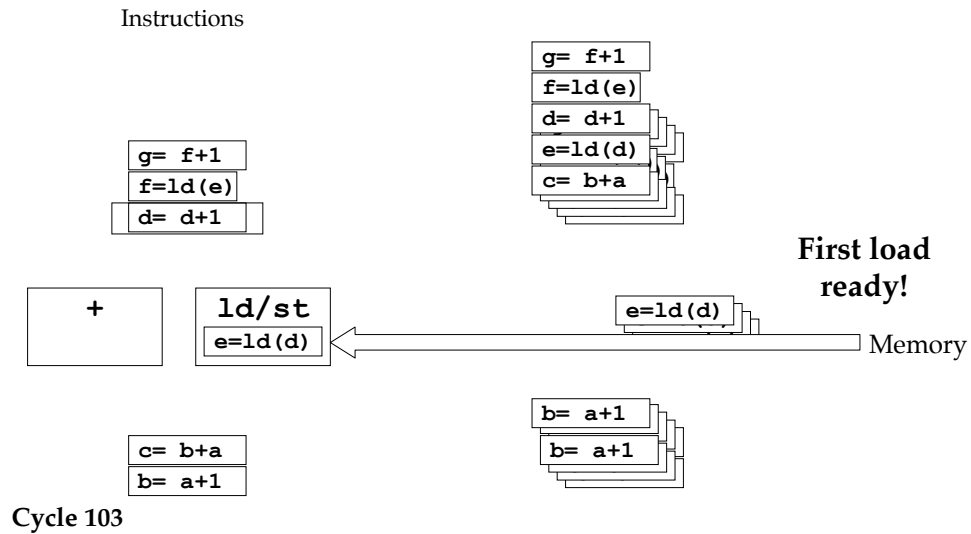 Instructions
g= f+1
f=ld(e)
d= d+1
+
ld/st
e=ld(d)
c= b+a
b= a+1
Cycle 103
g= f+1
f=ld(e)
d= d+1
e=ld(d)
c= b+a
e=ld(d)
First load
ready!
Memory
b= a+1
b= a+1